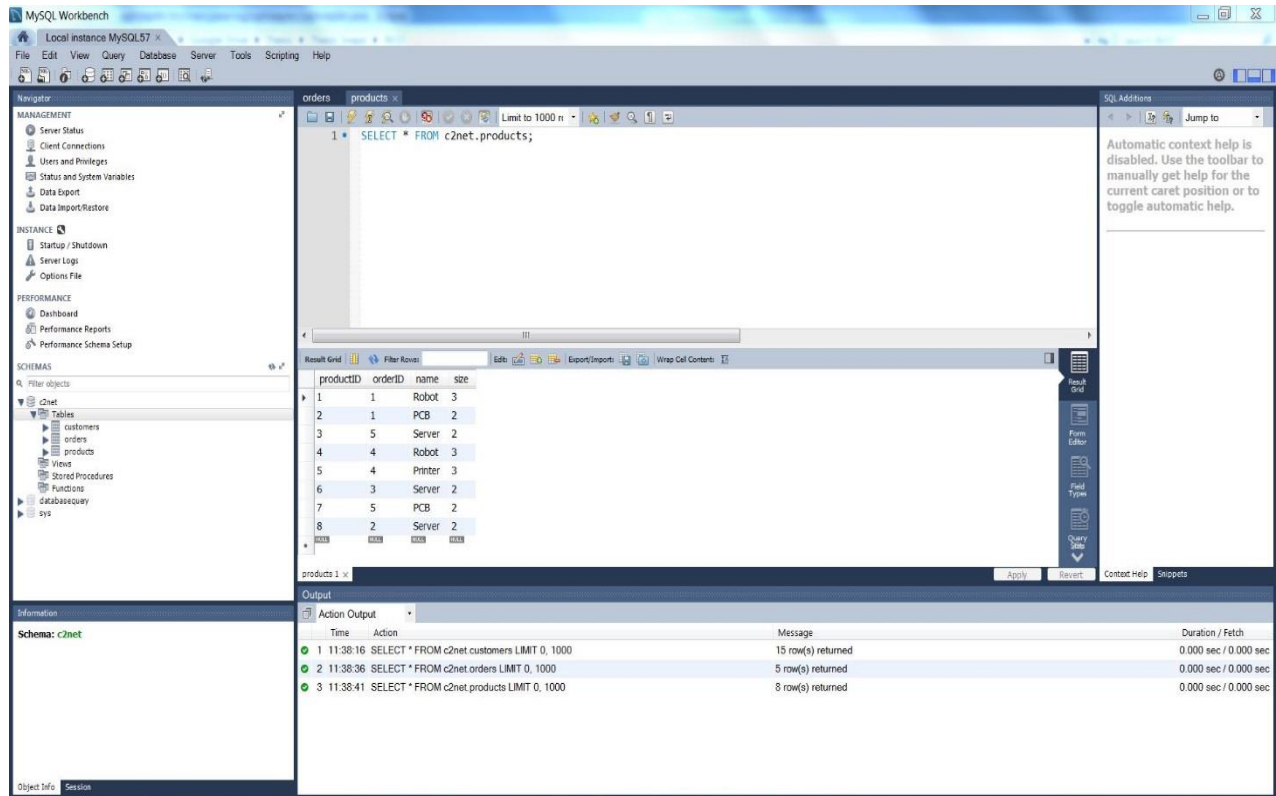 MySQL Workbench
Local instance MySQL57 ×
File Edit View Query Database Server Tools Scripting Help
Navigator
MANAGEMENT
Server Status
Client Connections
Users and Privileges
Status and System Variables
Data Export
Data Import/Restore
INSTANCE
Startup / Shutdown
Server Logs
Options File
PERFORMANCE
Dashboard
Performance Reports
Performance Schema Setup
SCHEMAS
Filter objects
c2net
Tables
customers
orders
products
Views
Stored Procedures
Functions
databasequery
sys
Information
Schema: c2net
Object Info Session
orders products ×
Limit to 1000 n
1 SELECT * FROM c2net.products;
Result Grid Filter Rows: Edit: Export/Import: Wrap Cell Content:
productID orderID name size
1 1 Robot 3
2 1 PCB 2
3 5 Server 2
4 4 Robot 3
5 4 Printer 3
6 3 Server 2
7 5 PCB 2
8 2 Server 2
NULL NULL NULL NULL
Result Grid
Form Editor
Field Types
Query Stats
products 1 ×
Apply Revert
SQL Additions
Jump to
Automatic context help is
disabled. Use the toolbar to
manually get help for the
current caret position or to
toggle automatic help.
Context Help Snippets
Output
Action Output
Time Action Message Duration / Fetch
1 11:38:16 SELECT * FROM c2net.customers LIMIT 0, 1000 15 row(s) returned 0.000 sec / 0.000 sec
2 11:38:36 SELECT * FROM c2net.orders LIMIT 0, 1000 5 row(s) returned 0.000 sec / 0.000 sec
3 11:38:41 SELECT * FROM c2net.products LIMIT 0, 1000 8 row(s) returned 0.000 sec / 0.000 sec